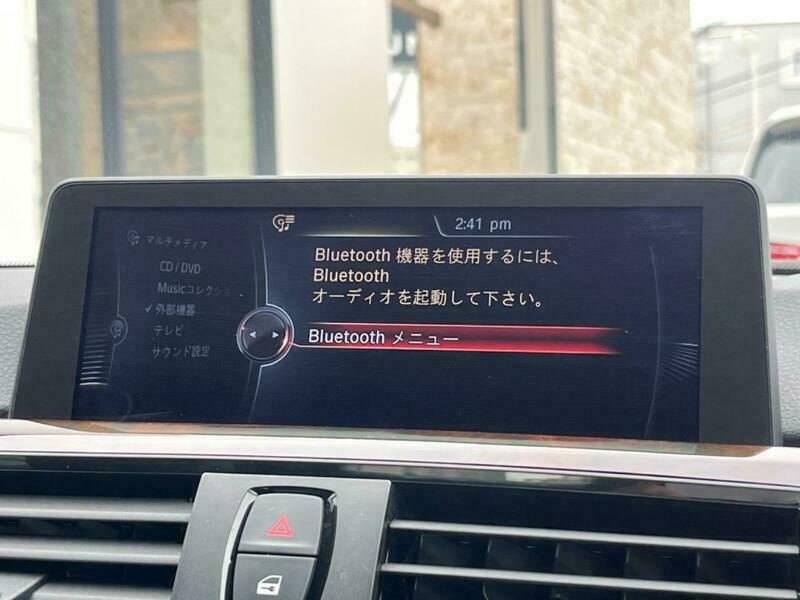 2:41 pm
マルチメディア
CD / DVD
Musicコレクショ
✓外部機器
テレビ
サウンド設定
Bluetooth 機器を使用するには、
Bluetooth
オーディオを起動して下さい。
Bluetooth メニュー